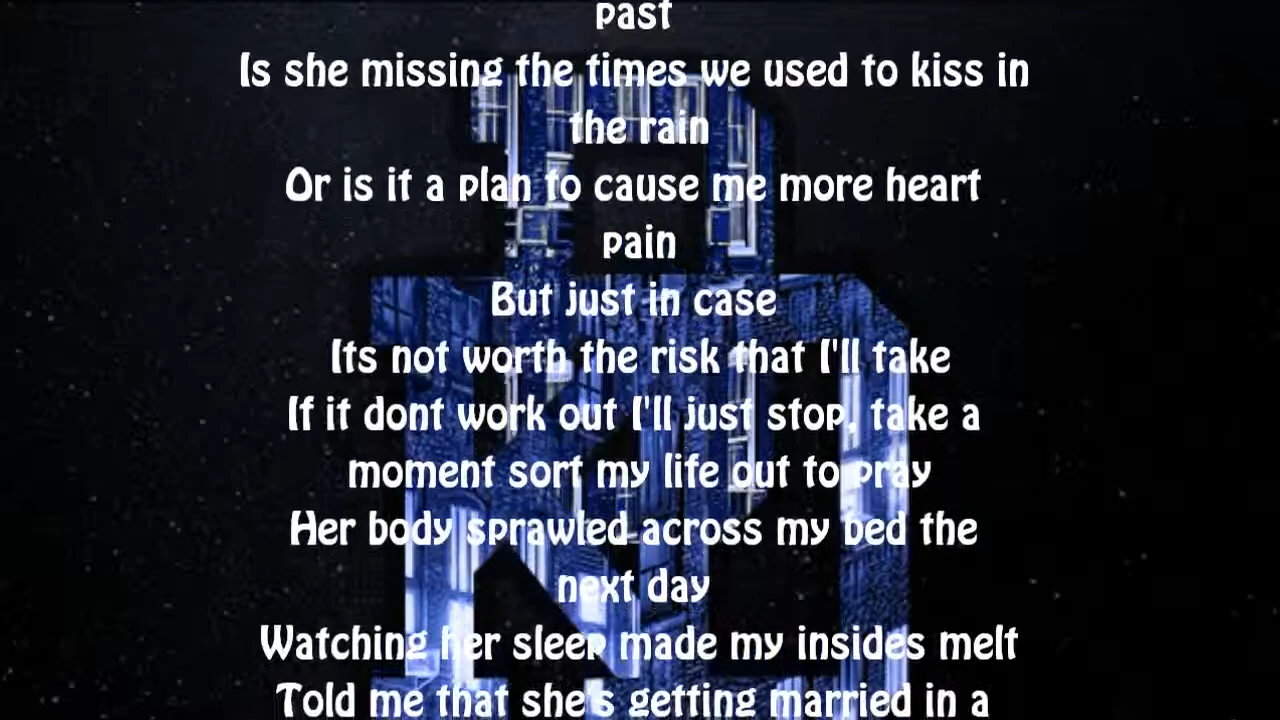 past
Is she missing the times we used to kiss in
the rain
Or is it a plan to cause me more heart
pain
But just in case
Its not worth the risk that I'll take
If it dont work out I'll just stop, take a
moment sort my life out to pray
Her body sprawled across my bed the
next day
Watching her sleep made my insides melt
Told me that she's getting married in a